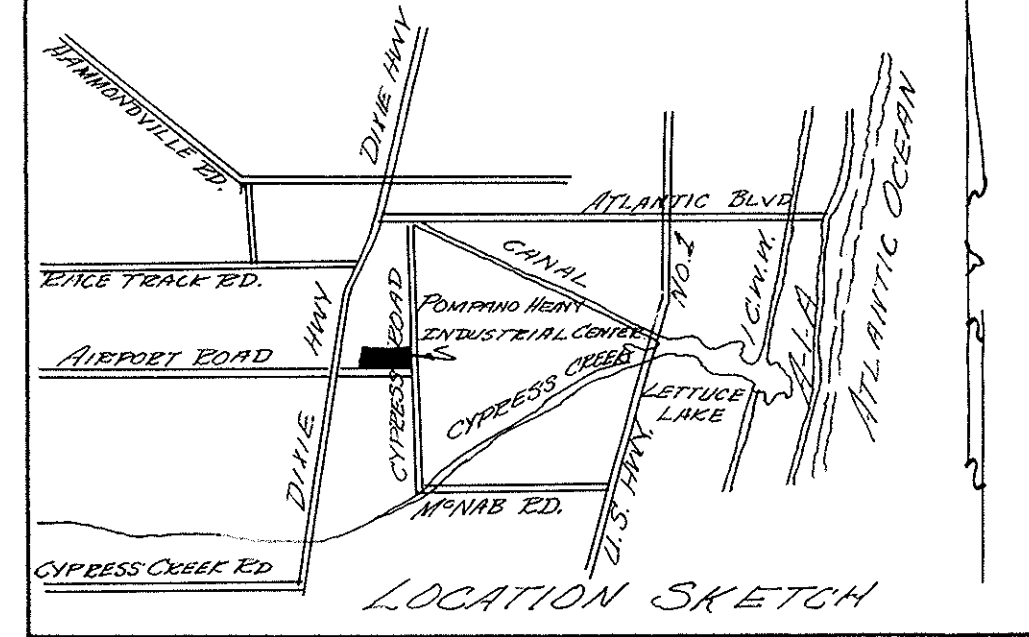 HAMMONDVILLE RD.
DIXIE HWY
ATLANTIC BLVD
RACE TRACK RD.
CANAL
NO. 1
I.C.W.W.
A-1-A
ATLANTIC OCEAN
POMPANO HEAVY
INDUSTRIAL CENTER
AIRPORT ROAD
DIXIE HWY
CYPRESS ROAD
CYPRESS CREEK
LETTUCE
LAKE
U.S. HWY.
McNAB RD.
CYPRESS CREEK RD
LOCATION SKETCH